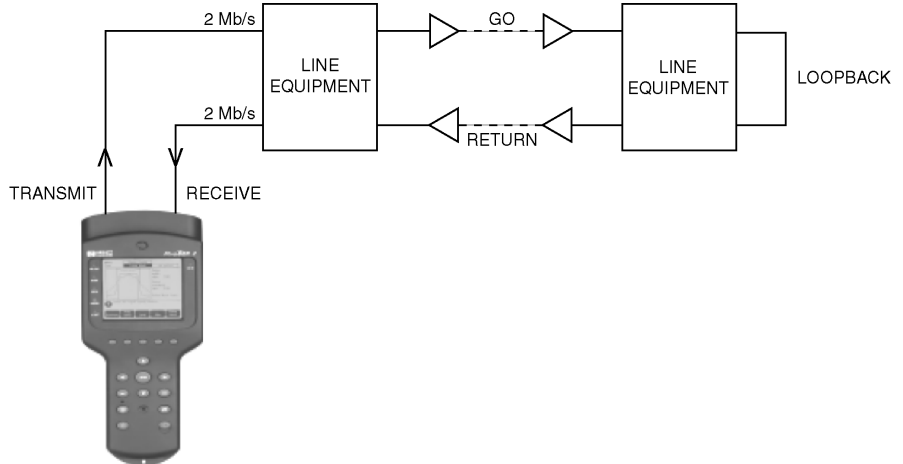 2 Mb/s
GO
LINE
EQUIPMENT
LINE
EQUIPMENT
LOOPBACK
2 Mb/s
RETURN
TRANSMIT
RECEIVE